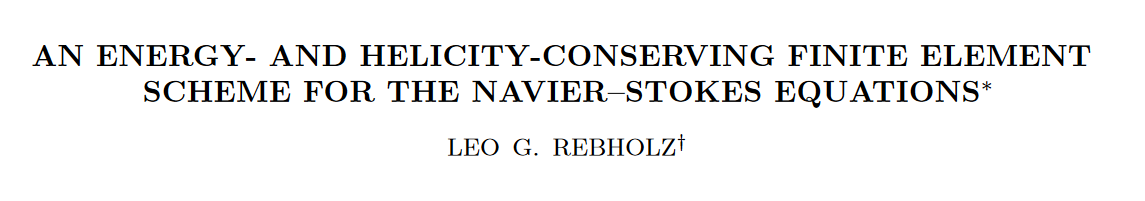 AN ENERGY- AND HELICITY-CONSERVING FINITE ELEMENT
SCHEME FOR THE NAVIER–STOKES EQUATIONS*
LEO G. REBHOLZ†